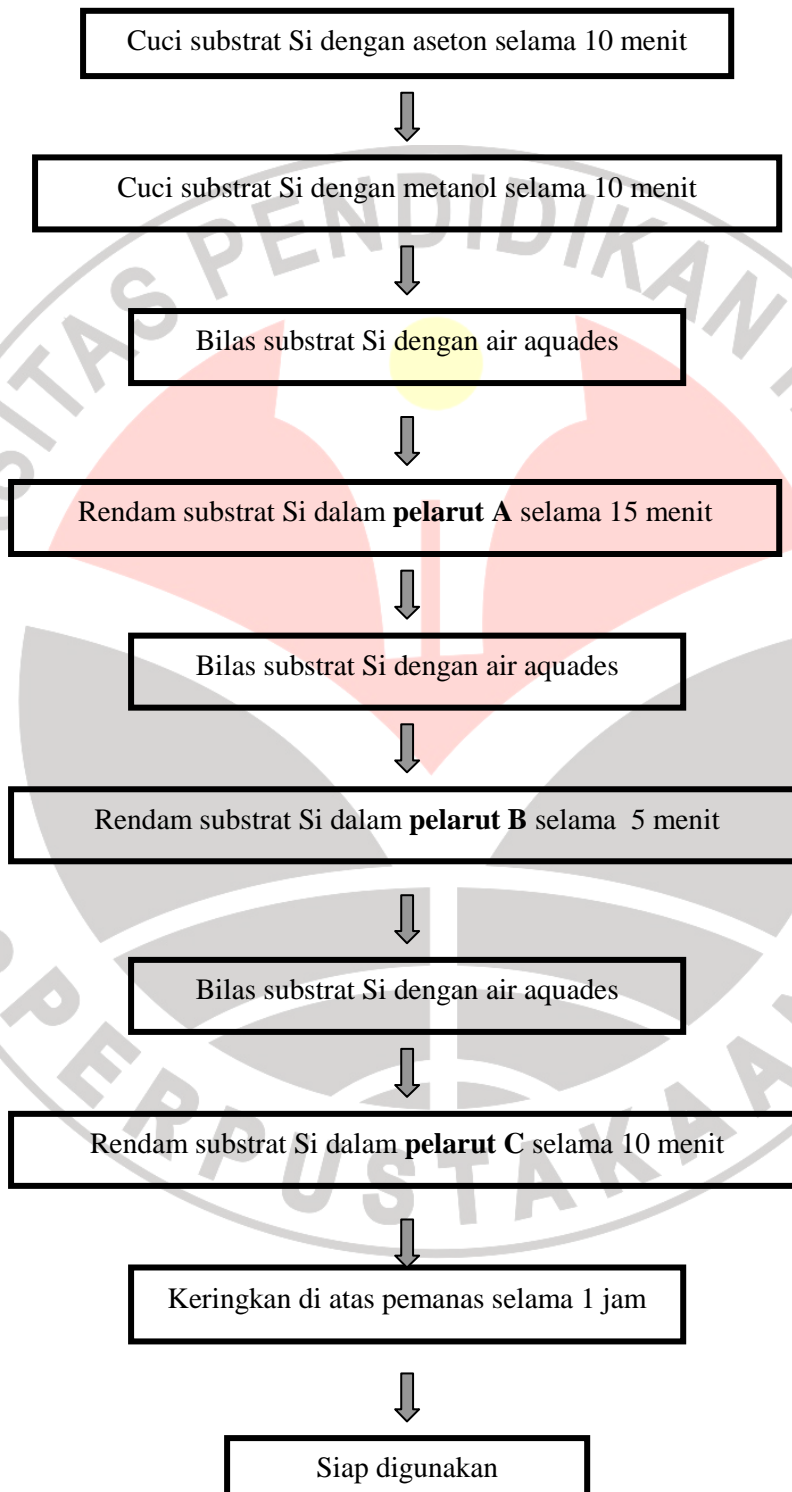 Cuci substrat Si dengan aseton selama 10 menit
Cuci substrat Si dengan metanol selama 10 menit
Bilas substrat Si dengan air aquades
Rendam substrat Si dalam pelarut A selama 15 menit
Bilas substrat Si dengan air aquades
Rendam substrat Si dalam pelarut B selama  5 menit
Bilas substrat Si dengan air aquades
Rendam substrat Si dalam pelarut C selama 10 menit
Keringkan di atas pemanas selama 1 jam
Siap digunakan
SITAS PENDIDIKAN
PERPUSTAKAAN